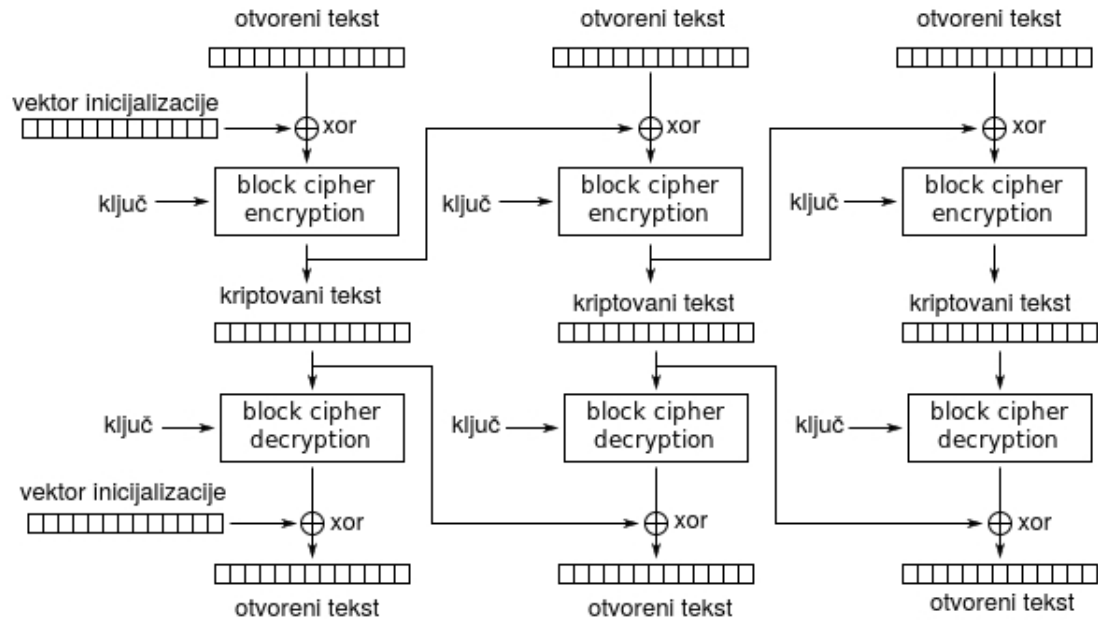 otvoreni tekst otvoreni tekst otvoreni tekst
vektor inicijalizacije
xor xor xor
block cipher
encryption
block cipher
encryption
block cipher
encryption
ključ ključ ključ
kriptovani tekst kriptovani tekst kriptovani tekst
block cipher
decryption
block cipher
decryption
block cipher
decryption
ključ ključ ključ
vektor inicijalizacije
xor xor xor
otvoreni tekst otvoreni tekst otvoreni tekst